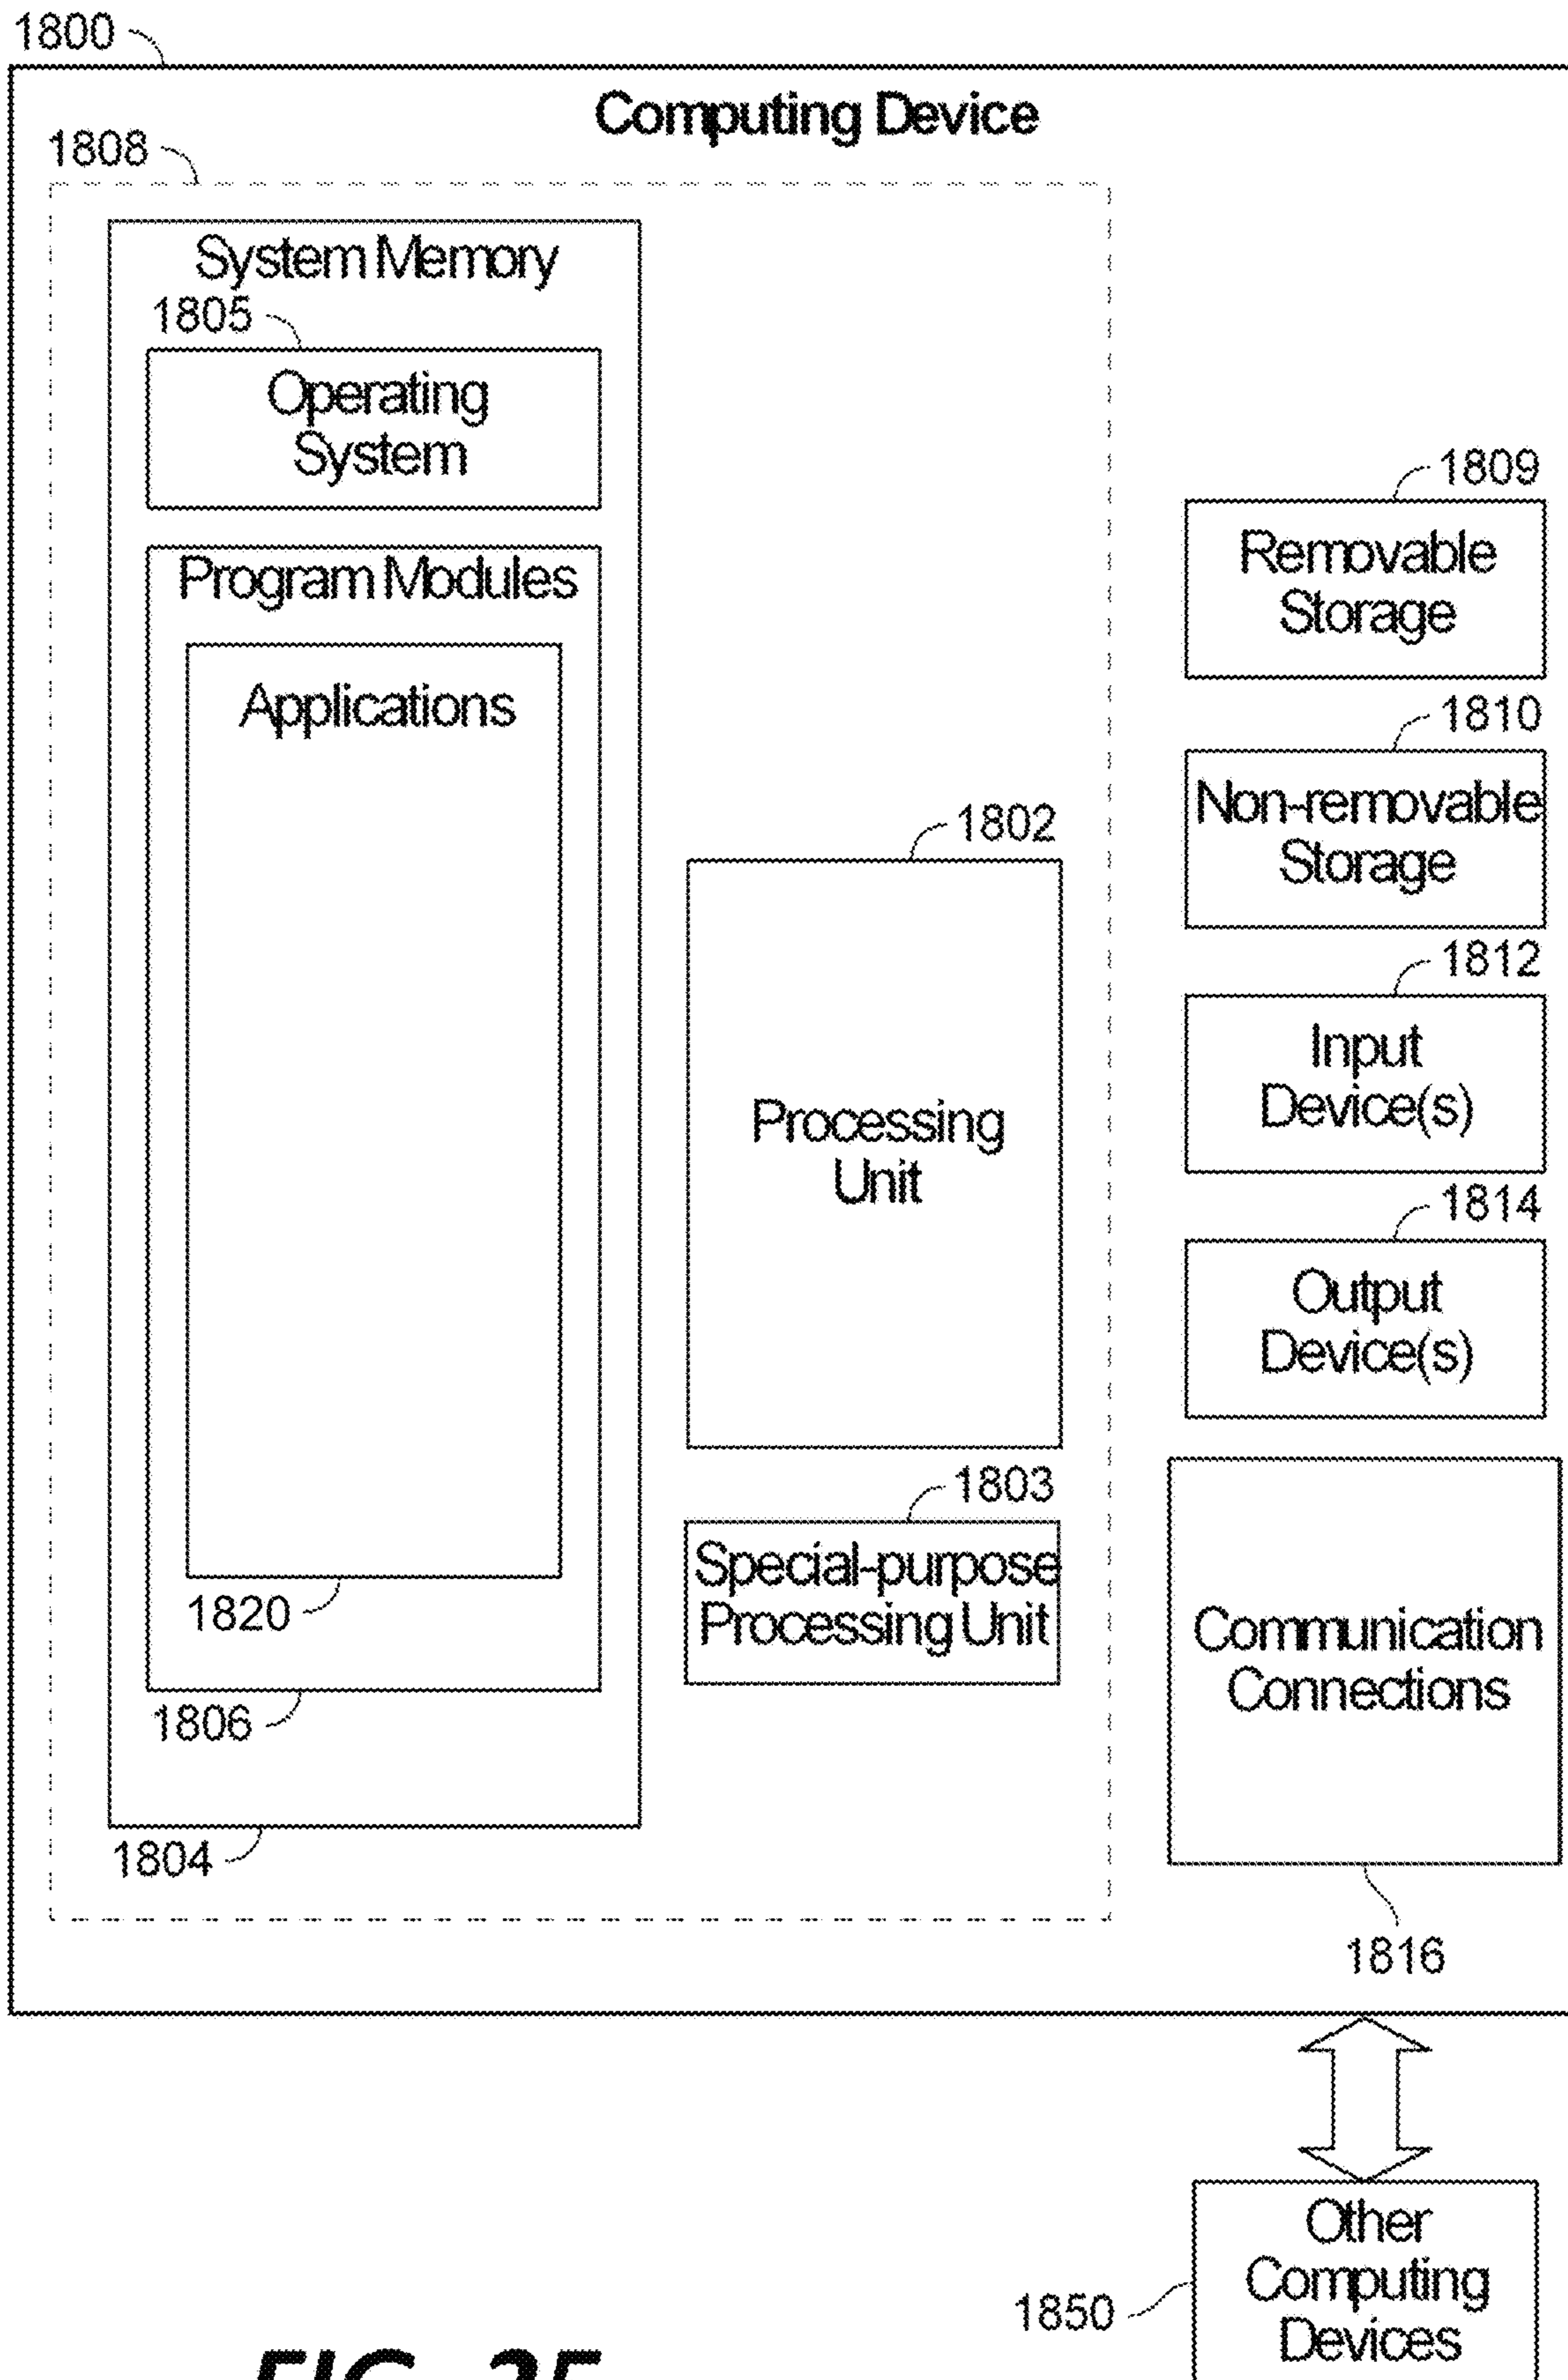 1800
Computing Device
1808
System Memory
1805
Operating
System
Program Modules
Applications
1820
1806
1804
1802
Processing
Unit
1803
Special-purpose
Processing Unit
1809
Removable
Storage
1810
Non-removable
Storage
1812
Input
Device(s)
1814
Output
Device(s)
Communication
Connections
1816
1850
Other
Computing
Devices
FIG.